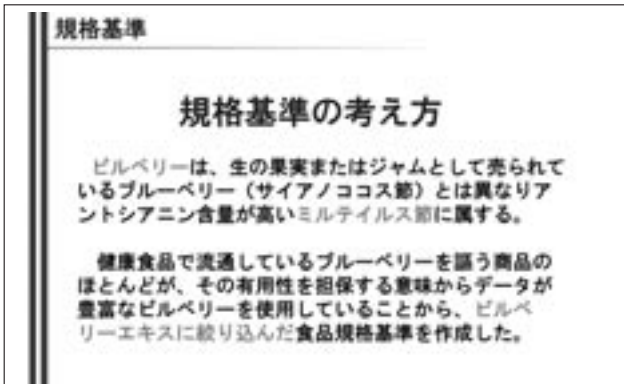 規格基準
規格基準の考え方
ビルベリーは、生の果実またはジャムとして売られて
いるブルーベリー（サイアノココス節）とは異なりア
ントシアニン含量が高いミルテイルス節に属する。
健康食品で流通しているブルーベリーを謳う商品の
ほとんどが、その有用性を担保する意味からデータが
豊富なビルベリーを使用していることから、ビルベ
リーエキスに絞り込んだ食品規格基準を作成した。